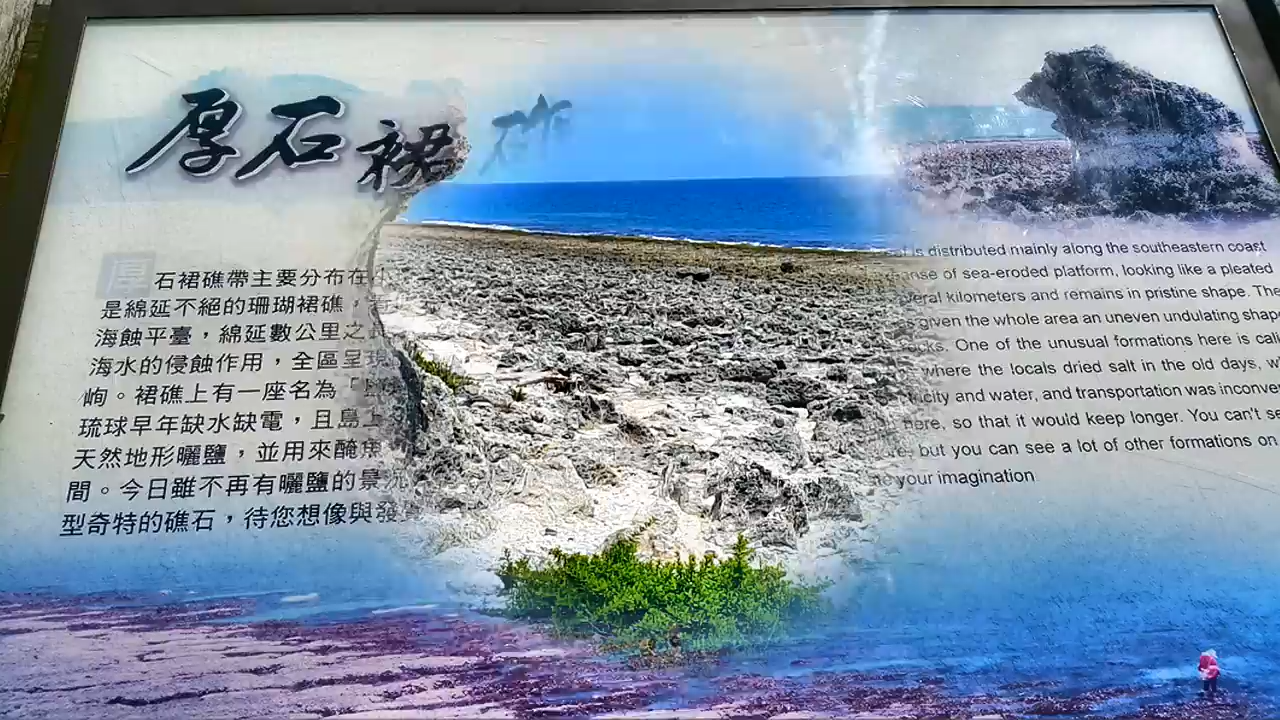 厚石裙
厚石裙礁帶主要分布在小
是綿延不絕的珊瑚裙礁，
海蝕平臺，綿延數公里之
海水的侵蝕作用，全區呈現
峋。裙礁上有一座名為「
琉球早年缺水缺電，且島上
天然地形曬鹽，並用來醃魚
間。今日雖不再有曬鹽的景況
型奇特的礁石，待您想像與發
is distributed mainly along the southeastern coast
of sea-eroded platform, looking like a pleated
kilometers and remains in pristine shape. The
given the whole area an uneven undulating shap
One of the unusual formations here is call
where the locals dried salt in the old days, w
and water, and transportation was inconve
here, so that it would keep longer. You can't se
but you can see a lot of other formations on
your imagination